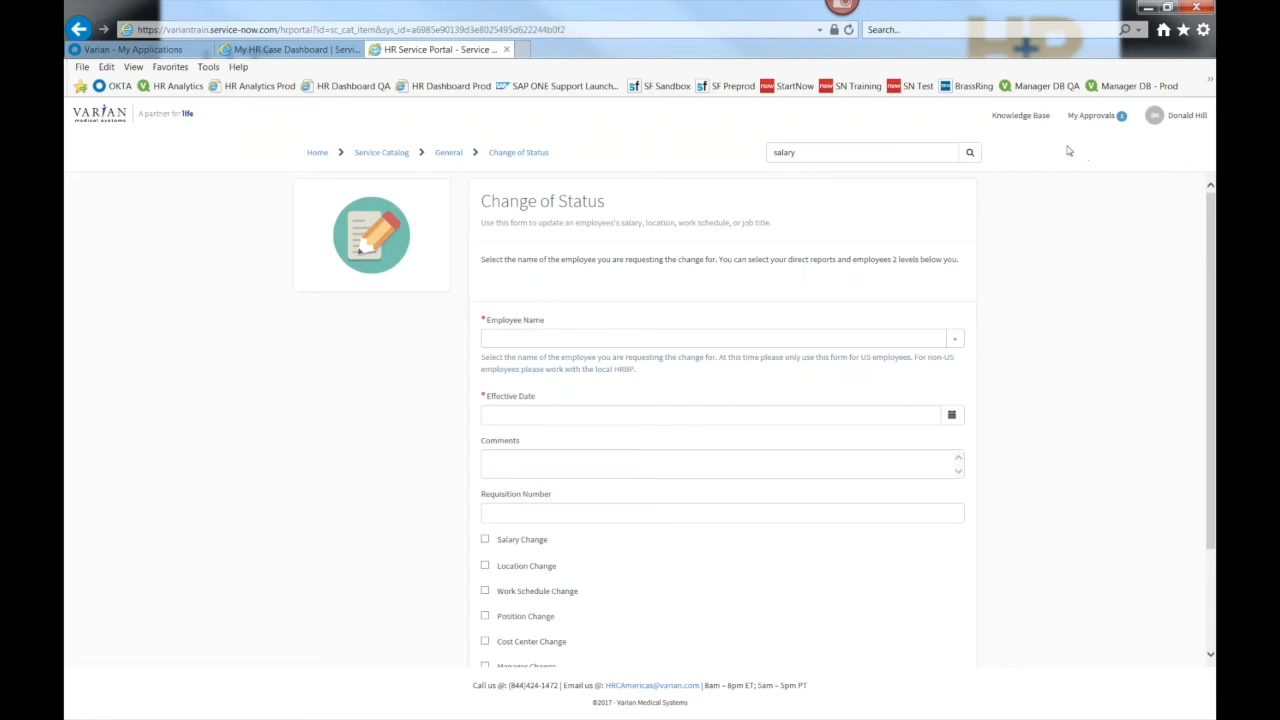 https://variantrain.service-now.com/hrportal?id=sc_cat_item&sys_id=a6985e90139d3e8025495d622244b0f2
Search...
Varian - My Applications
My HR Case Dashboard | Servi...
HR Service Portal - Service ...
File Edit View Favorites Tools Help
OKTA HR Analytics HR Analytics Prod HR Dashboard QA HR Dashboard Prod SAP ONE Support Launch... SF Sandbox SF Preprod StartNow SN Training SN Test BrassRing Manager DB QA Manager DB - Prod
VARIAN
medical systems
A partner for life
Knowledge Base My Approvals 1 DH Donald Hill
Home Service Catalog General Change of Status
salary
Change of Status
Use this form to update an employees's salary, location, work schedule, or job title.
Select the name of the employee you are requesting the change for. You can select your direct reports and employees 2 levels below you.
* Employee Name
Select the name of the employee you are requesting the change for. At this time please only use this form for US employees. For non-US
employees please work with the local HRBP.
* Effective Date
Comments
Requisition Number
Salary Change
Location Change
Work Schedule Change
Position Change
Cost Center Change
Manager Change
Call us @: (844)424-1472 | Email us @: HRCAmericas@varian.com | 8am – 8pm ET; 5am – 5pm PT
©2017 · Varian Medical Systems